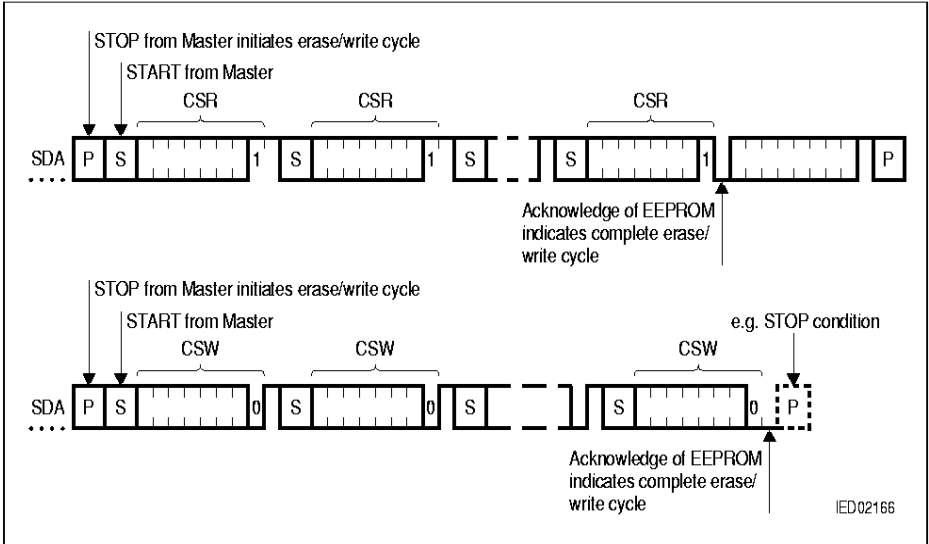 STOP from Master initiates erase/write cycle
START from Master
CSR CSR CSR
SDA P S 1 S 1 S S 1 P
Acknowledge of EEPROM
indicates complete erase/
write cycle
STOP from Master initiates erase/write cycle
START from Master e.g. STOP condition
CSW CSW CSW
SDA P S 0 S 0 S S 0 P
Acknowledge of EEPROM
indicates complete erase/
write cycle
IED02166